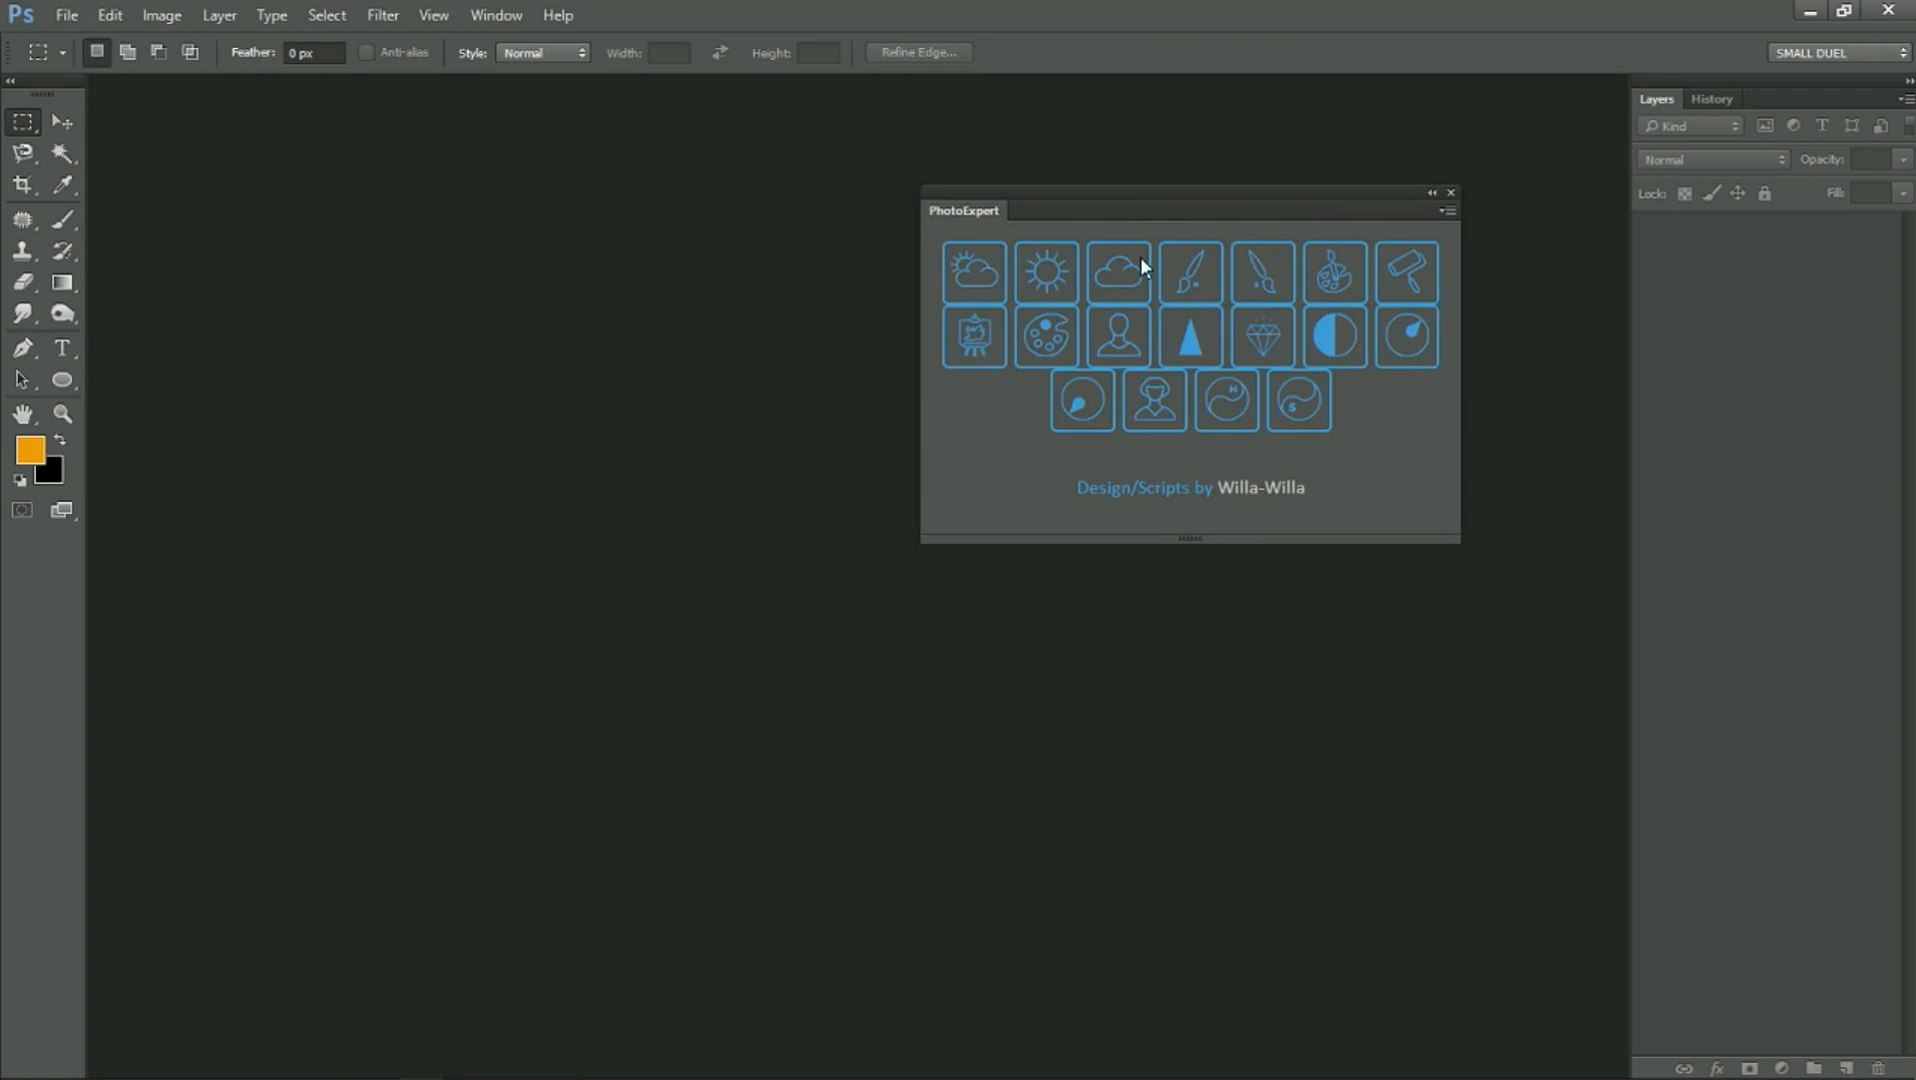 Ps File Edit Image Layer Type Select Filter View Window Help
Feather: 0 px Anti-alias Style: Normal Width: Height: Refine Edge... SMALL DUEL
Layers History
Kind
Normal Opacity:
Lock: Fill:
PhotoExpert
H S
H S
Design/Scripts by Willa-Willa